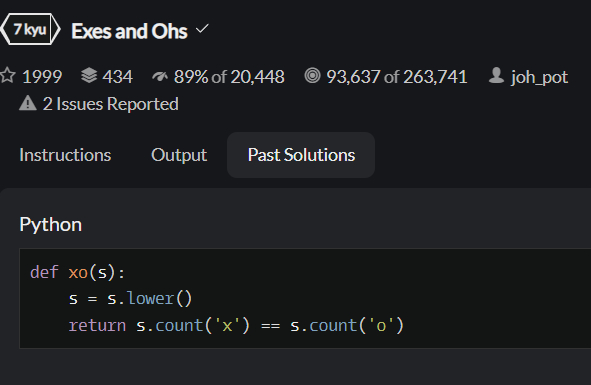 7 kyu Exes and Ohs
1999 434 89% of 20,448 93,637 of 263,741 joh_pot
2 Issues Reported
Instructions Output Past Solutions
Python
def xo(s):
    s = s.lower()
    return s.count('x') == s.count('o')